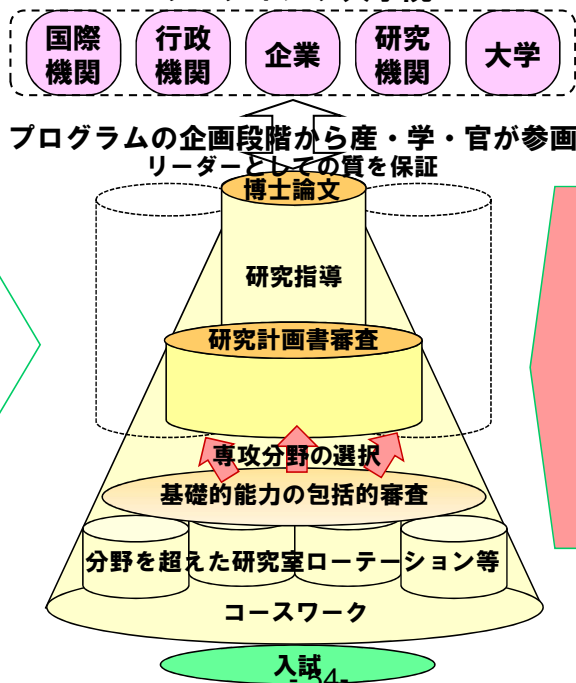 国際
機関
行政
機関
企業
研究
機関
大学
プログラムの企画段階から産・学・官が参画
リーダーとしての質を保証
博士論文
研究指導
研究計画書審査
専攻分野の選択
基礎的能力の包括的審査
分野を超えた研究室ローテーション等
コースワーク
入試
- 54-